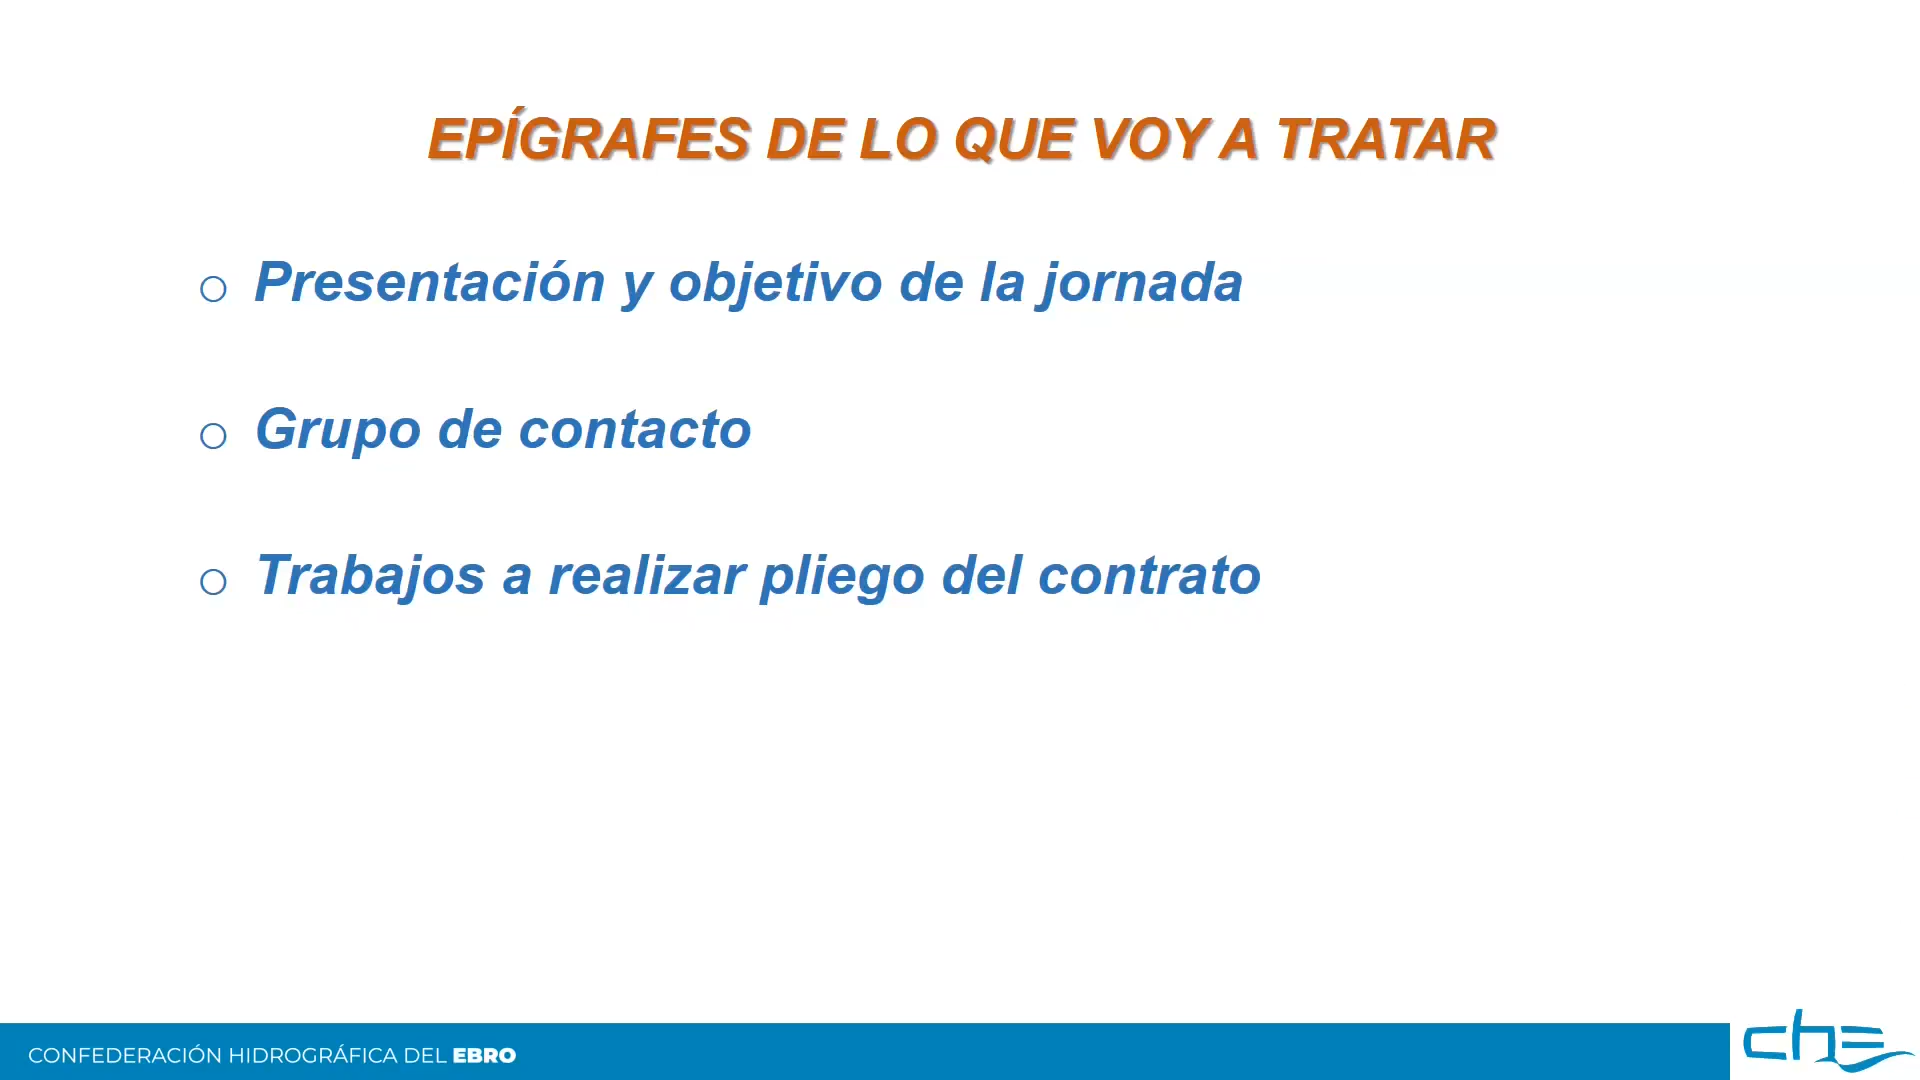 EPÍGRAFES DE LO QUE VOY A TRATAR
o Presentación y objetivo de la jornada
o Grupo de contacto
o Trabajos a realizar pliego del contrato
CONFEDERACIÓN HIDROGRÁFICA DEL EBRO
che